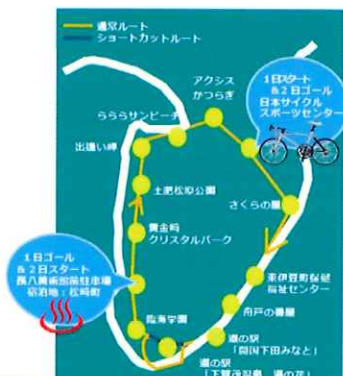 通常ルート
ショートカットルート
アクシス
かつらぎ
1日スタート
＆2日ゴール
日本サイクル
スポーツセンター
らららサンビーチ
出逢い岬
土肥松原公園
さくらの里
黄金崎
クリスタルパーク
1日ゴール
＆2日スタート
長八美術館前駐車場
宿泊地：松崎町
東伊豆町保健
福祉センター
舟戸の番屋
臨海学園
道の駅
「開国下田みなと」
道の駅
「下賀茂温泉 湯の花」